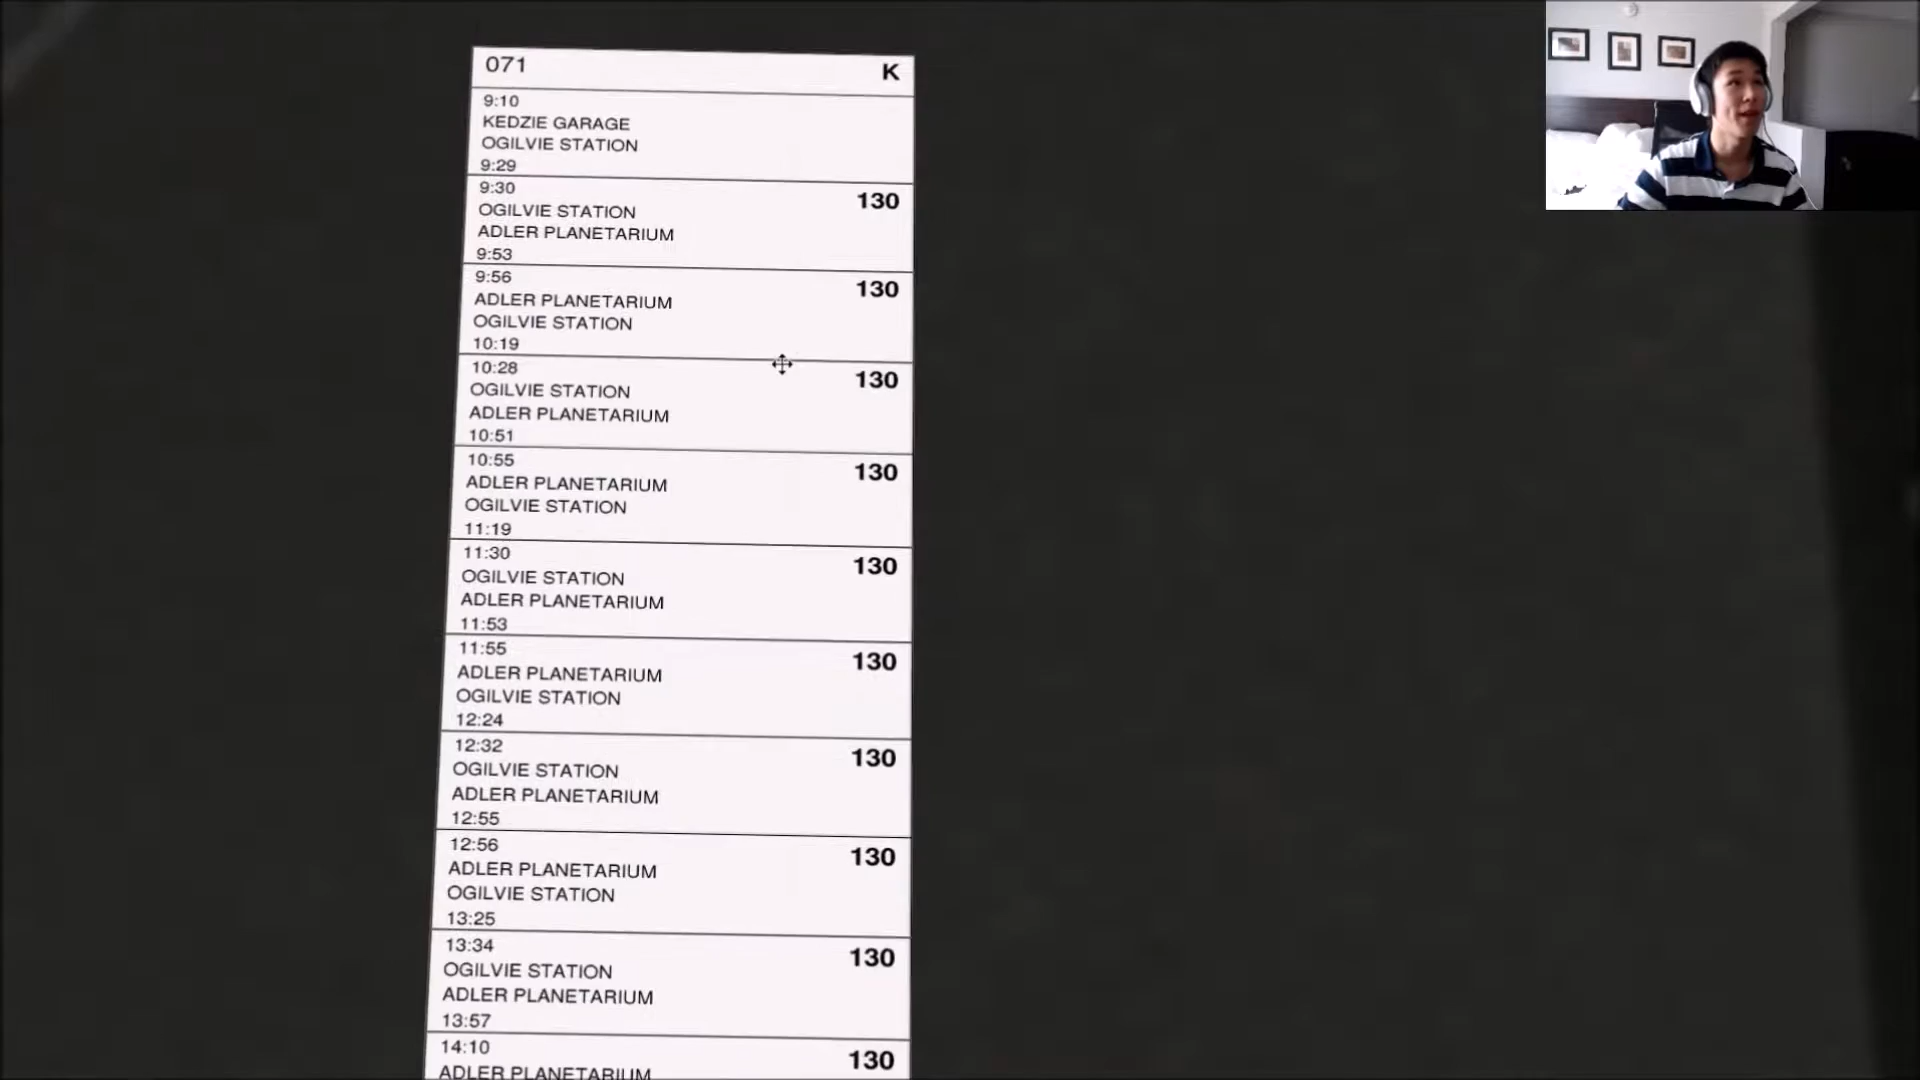 071 K
9:10
KEDZIE GARAGE
OGILVIE STATION
9:29
9:30 130
OGILVIE STATION
ADLER PLANETARIUM
9:53
9:56 130
ADLER PLANETARIUM
OGILVIE STATION
10:19
10:28 130
OGILVIE STATION
ADLER PLANETARIUM
10:51
10:55 130
ADLER PLANETARIUM
OGILVIE STATION
11:19
11:30 130
OGILVIE STATION
ADLER PLANETARIUM
11:53
11:55 130
ADLER PLANETARIUM
OGILVIE STATION
12:24
12:32 130
OGILVIE STATION
ADLER PLANETARIUM
12:55
12:56 130
ADLER PLANETARIUM
OGILVIE STATION
13:25
13:34 130
OGILVIE STATION
ADLER PLANETARIUM
13:57
14:10 130
ADLER PLANETARIUM